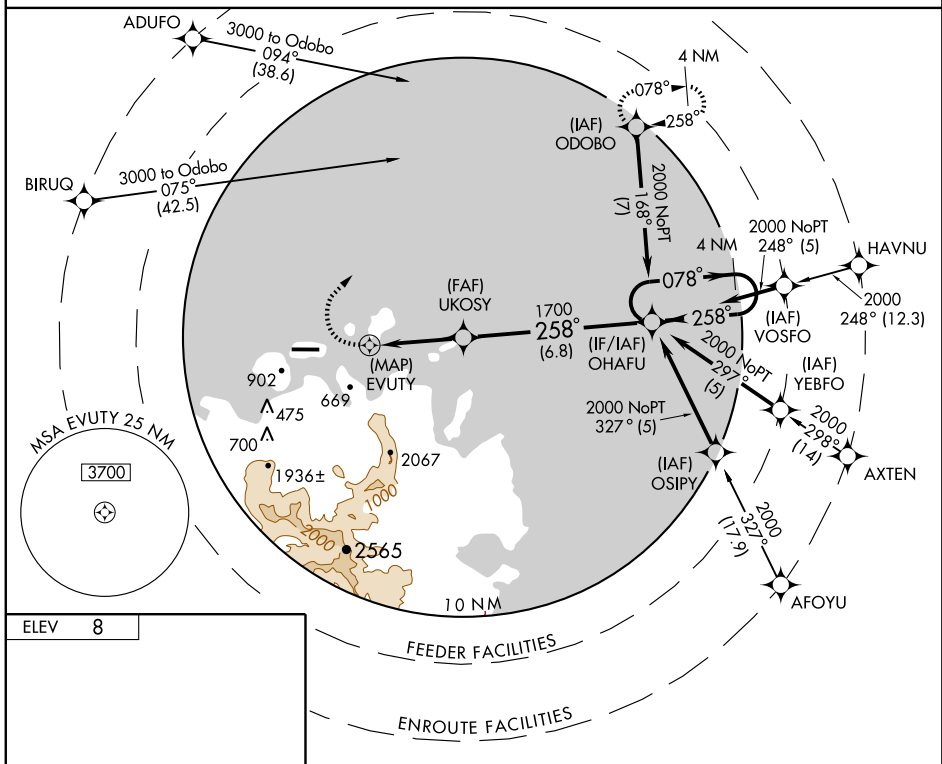 ADUFO
3000 to Odobo
094°
(38.6)
4 NM
078°
258°
(IAF)
ODOBO
BIRUQ
3000 to Odobo
075°
(42.5)
2000 NoPT
168°
(7)
4 NM
2000 NoPT
248° (5)
HAVNU
078°
258°
(IAF)
VOSFO
2000
248° (12.3)
(FAF)
UKOSY
1700
258°
(6.8)
(IF/IAF)
OHAFU
(MAP)
EVUTY
2000 NoPT
297°
(5)
(IAF)
YEBFO
902
669
475
700
2000 NoPT
327° (5)
2000
298°
(14)
AXTEN
MSA EVUTY 25 NM
3700
1936±
2067
1000
(IAF)
OSIPY
2000
2565
2000
327°
(17.9)
AFOYU
10 NM
ELEV 8
FEEDER FACILITIES
ENROUTE FACILITIES